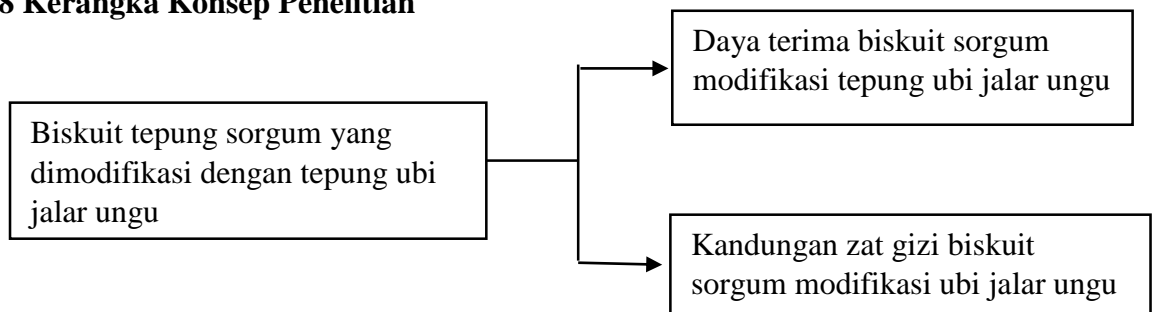 8 Kerangka Konsep Penelitian
Daya terima biskuit sorgum
modifikasi tepung ubi jalar ungu
Biskuit tepung sorgum yang
dimodifikasi dengan tepung ubi
jalar ungu
Kandungan zat gizi biskuit
sorgum modifikasi ubi jalar ungu